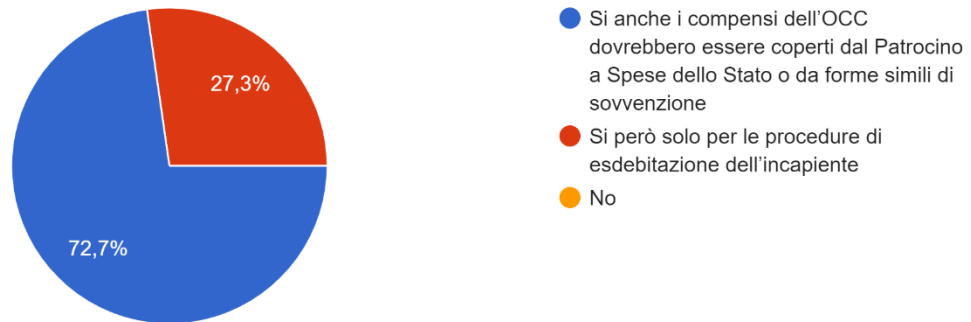 27,3%
72,7%
Si anche i compensi dell'OCC
dovrebbero essere coperti dal Patrocino
a Spese dello Stato o da forme simili di
sovvenzione
Si però solo per le procedure di
esdebitazione dell'incapiente
No